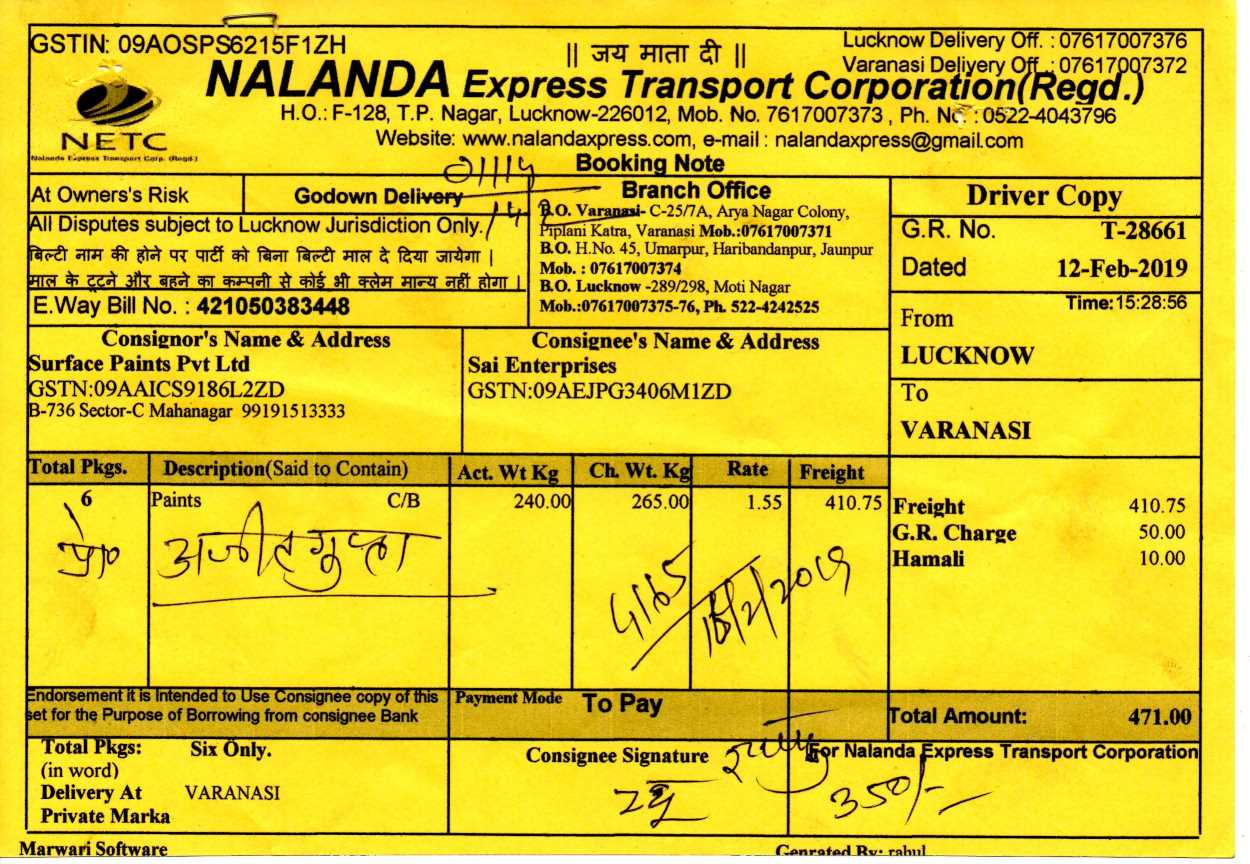 GSTIN: 09AOSPS6215F1ZH
|| जय माता दी ||
Lucknow Delivery Off. : 07617007376
Varanasi Delivery Off. : 07617007372
NALANDA Express Transport Corporation(Regd.)
NETC
Nalanda Express Transport Corp. (Regd.)
H.O.: F-128, T.P. Nagar, Lucknow-226012, Mob. No. 7617007373 , Ph. No. : 0522-4043796
Website: www.nalandaxpress.com, e-mail : nalandaxpress@gmail.com
Booking Note
At Owners's Risk
Godown Delivery
All Disputes subject to Lucknow Jurisdiction Only.
बिल्टी नाम की होने पर पार्टी को बिना बिल्टी माल दे दिया जायेगा |
माल के टूटने और बहने का कम्पनी से कोई भी क्लेम मान्य नहीं होगा |
E.Way Bill No. : 421050383448
Branch Office
B.O. Varanasi- C-25/7A, Arya Nagar Colony,
Piplani Katra, Varanasi Mob.:07617007371
B.O. H.No. 45, Umarpur, Haribandanpur, Jaunpur
Mob. : 07617007374
B.O. Lucknow -289/298, Moti Nagar
Mob.:07617007375-76, Ph. 522-4242525
Driver Copy
G.R. No. T-28661
Dated 12-Feb-2019
Time:15:28:56
From
LUCKNOW
To
VARANASI
Consignor's Name & Address
Surface Paints Pvt Ltd
GSTN:09AAICS9186L2ZD
B-736 Sector-C Mahanagar 99191513333
Consignee's Name & Address
Sai Enterprises
GSTN:09AEJPG3406M1ZD
Total Pkgs. Description(Said to Contain) Act. Wt Kg Ch. Wt. Kg Rate Freight
6 Paints C/B 240.00 265.00 1.55 410.75
Freight 410.75
G.R. Charge 50.00
Hamali 10.00
प्रो० अजीत गुप्ता
4165
18/2/2019
Endorsement it is Intended to Use Consignee copy of this
set for the Purpose of Borrowing from consignee Bank
Payment Mode To Pay
Total Amount: 471.00
Total Pkgs: Six Only.
(in word)
Delivery At VARANASI
Private Marka
Consignee Signature
For Nalanda Express Transport Corporation
350/-
Marwari Software
Genrated By: rahul